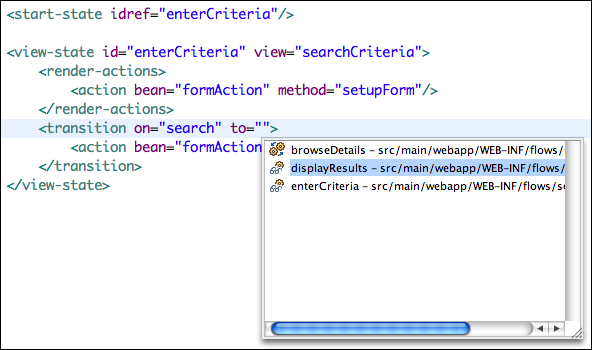 <start-state idref="enterCriteria"/>
<view-state id="enterCriteria" view="searchCriteria">
<render-actions>
<action bean="formAction" method="setupForm"/>
</render-actions>
<transition on="search" to="">
<action bean="formAction
</transition>
</view-state>
browseDetails – src/main/webapp/WEB-INF/flows/
displayResults – src/main/webapp/WEB-INF/flows/
enterCriteria – src/main/webapp/WEB-INF/flows/se